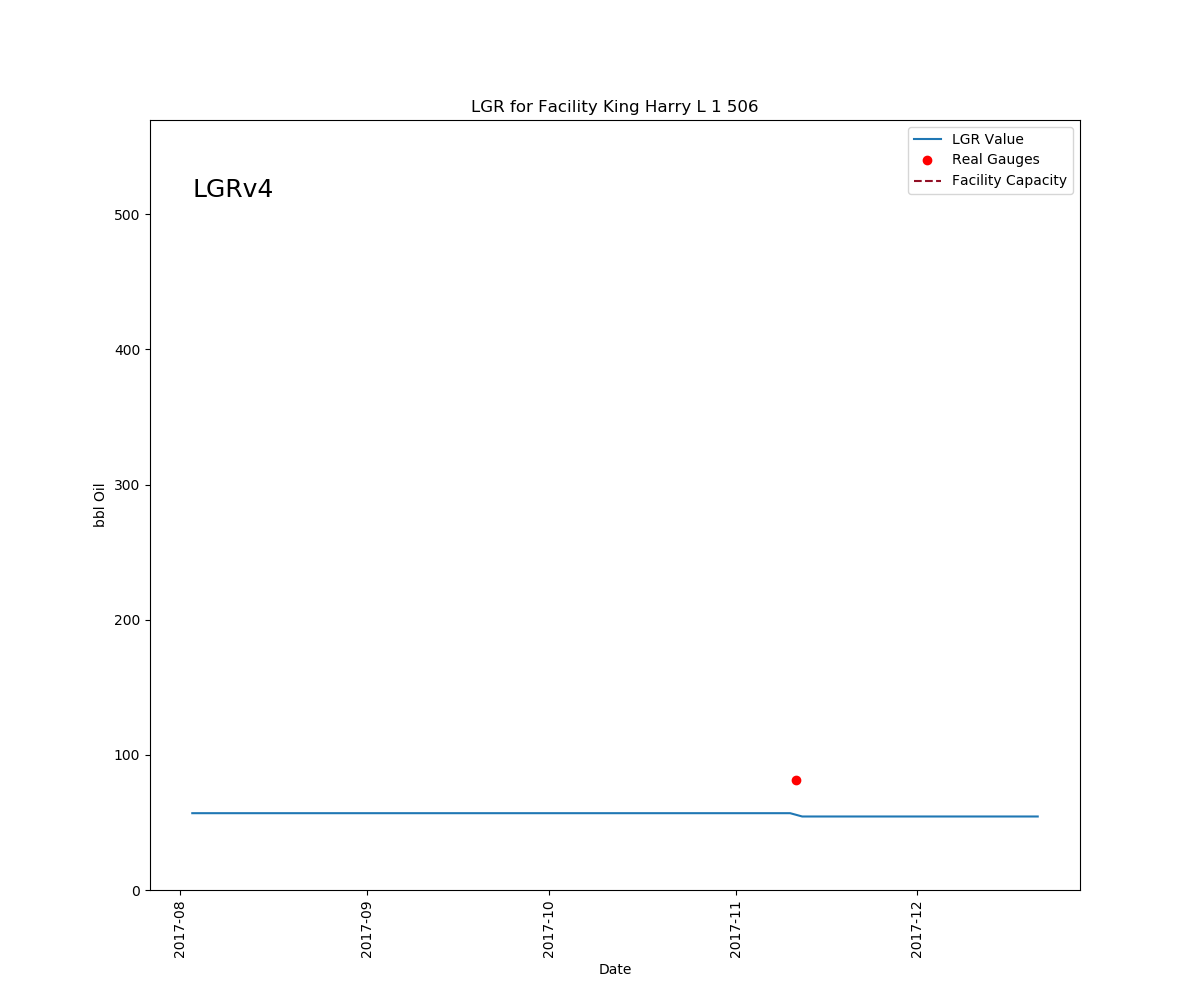 LGR for Facility King Harry L 1 506
LGR Value
Real Gauges
Facility Capacity
LGRv4
500
400
300
200
100
0
bbl Oil
2017-08
2017-09
2017-10
2017-11
2017-12
Date